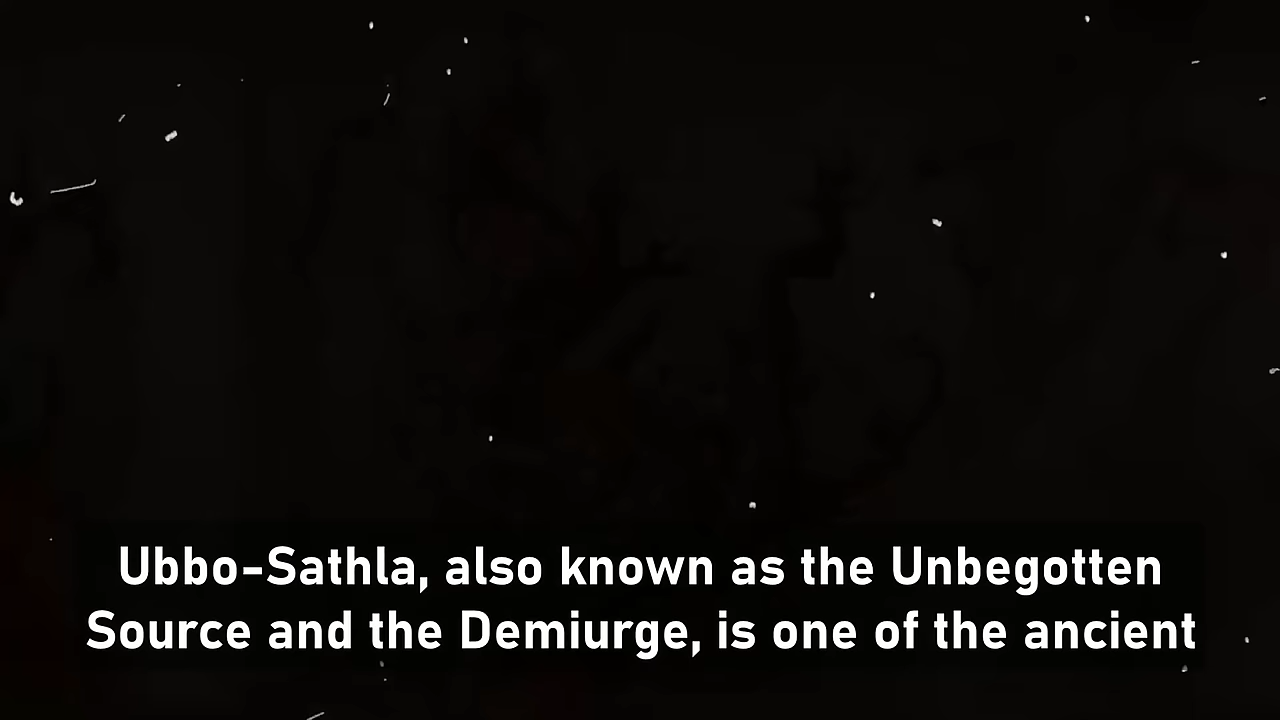 Ubbo-Sathla, also known as the Unbegotten
Source and the Demiurge, is one of the ancient